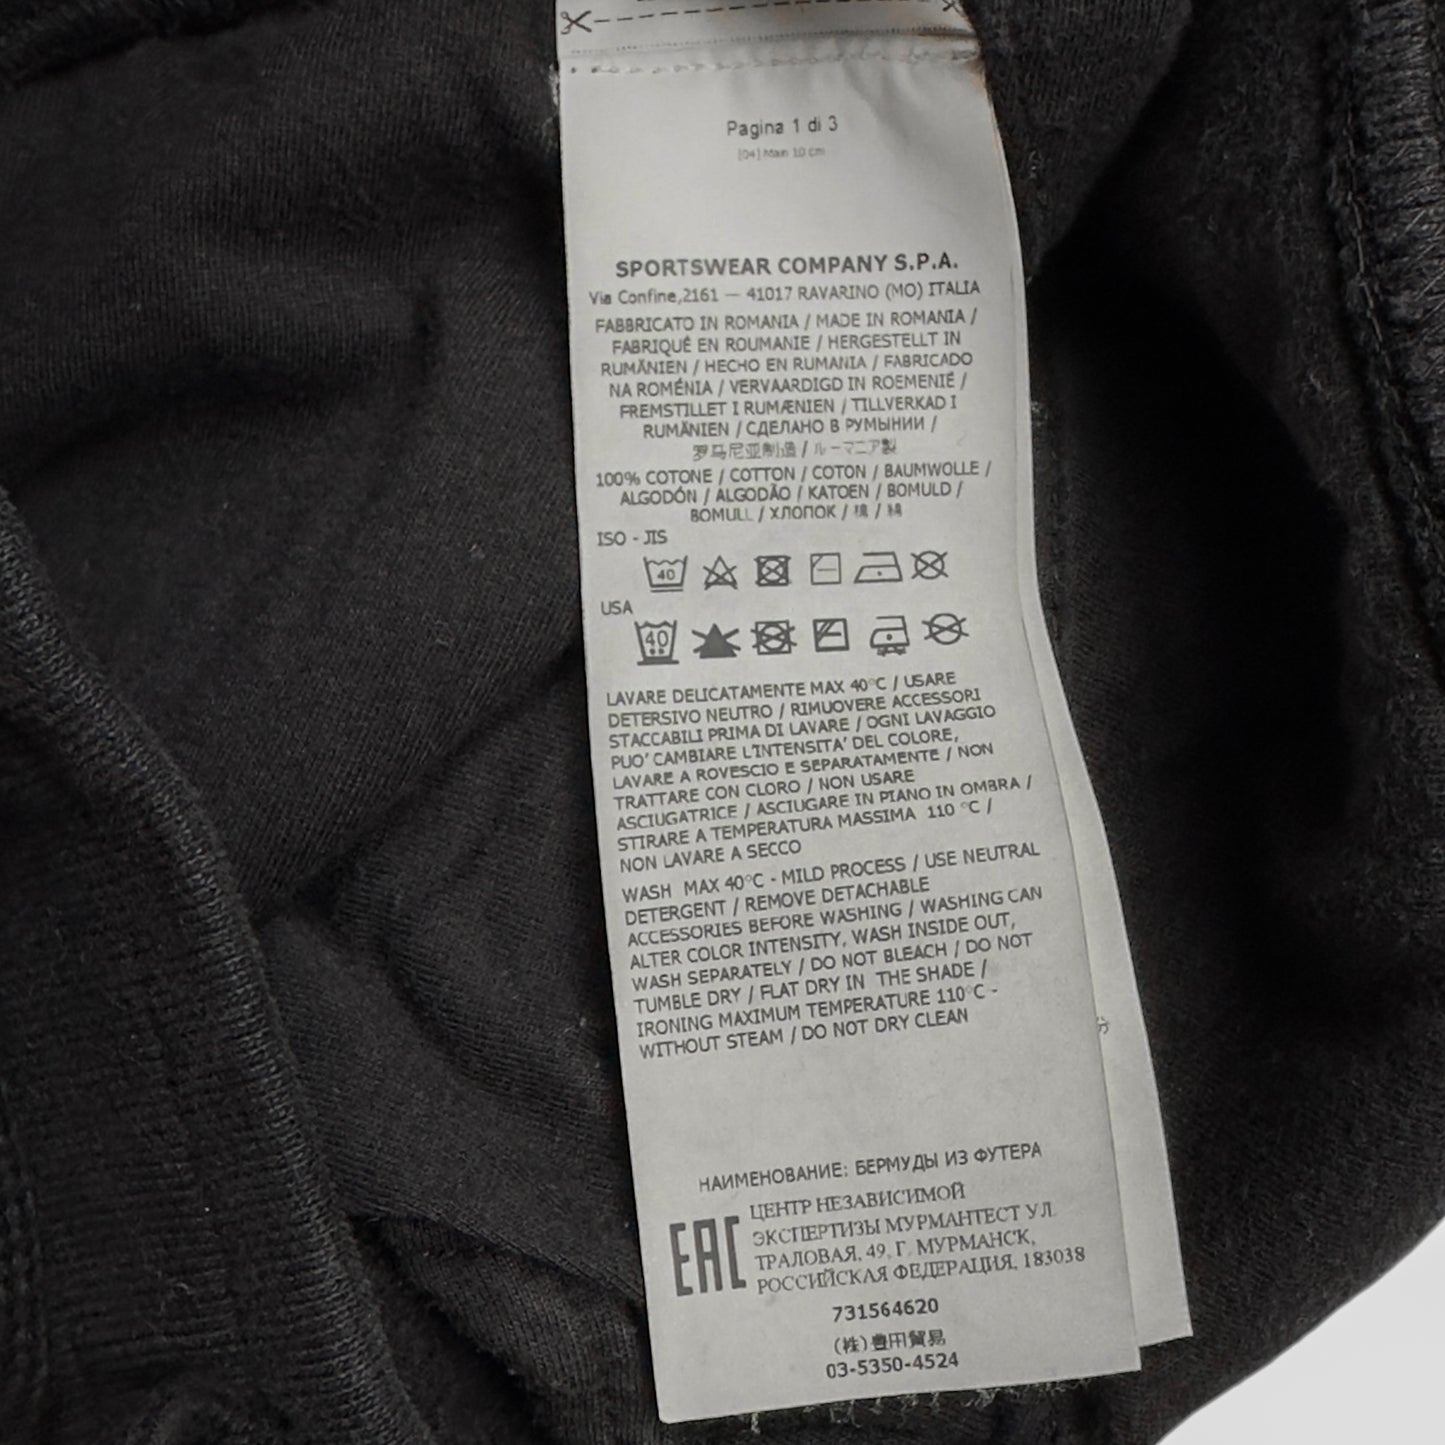 Pagina 1 di 3
[04] Main 10 cm
SPORTSWEAR COMPANY S.P.A.
Via Confine,2161 — 41017 RAVARINO (MO) ITALIA
FABBRICATO IN ROMANIA / MADE IN ROMANIA /
FABRIQUÉ EN ROUMANIE / HERGESTELLT IN
RUMÄNIEN / HECHO EN RUMANIA / FABRICADO
NA ROMÉNIA / VERVAARDIGD IN ROEMENIË /
FREMSTILLET I RUMÆNIEN / TILLVERKAD I
RUMÄNIEN / СДЕЛАНО В РУМЫНИИ /
罗马尼亚制造 / ルーマニア製
100% COTONE / COTTON / COTON / BAUMWOLLE /
ALGODÓN / ALGODÃO / KATOEN / BOMULD /
BOMULL / ХЛОПОК / 棉 / 綿
ISO - JIS
40
USA
40
LAVARE DELICATAMENTE MAX 40°C / USARE
DETERSIVO NEUTRO / RIMUOVERE ACCESSORI
STACCABILI PRIMA DI LAVARE / OGNI LAVAGGIO
PUO' CAMBIARE L'INTENSITA' DEL COLORE,
LAVARE A ROVESCIO E SEPARATAMENTE / NON
TRATTARE CON CLORO / NON USARE
ASCIUGATRICE / ASCIUGARE IN PIANO IN OMBRA /
STIRARE A TEMPERATURA MASSIMA 110 °C /
NON LAVARE A SECCO
WASH MAX 40°C - MILD PROCESS / USE NEUTRAL
DETERGENT / REMOVE DETACHABLE
ACCESSORIES BEFORE WASHING / WASHING CAN
ALTER COLOR INTENSITY, WASH INSIDE OUT,
WASH SEPARATELY / DO NOT BLEACH / DO NOT
TUMBLE DRY / FLAT DRY IN THE SHADE /
IRONING MAXIMUM TEMPERATURE 110°C -
WITHOUT STEAM / DO NOT DRY CLEAN
分
НАИМЕНОВАНИЕ: БЕРМУДЫ ИЗ ФУТЕРА
EAC
ЦЕНТР НЕЗАВИСИМОЙ
ЭКСПЕРТИЗЫ МУРМАНТЕСТ УЛ.
ТРАЛОВАЯ, 49, Г. МУРМАНСК,
РОССИЙСКАЯ ФЕДЕРАЦИЯ, 183038
731564620
(株)豊田貿易
03-5350-4524